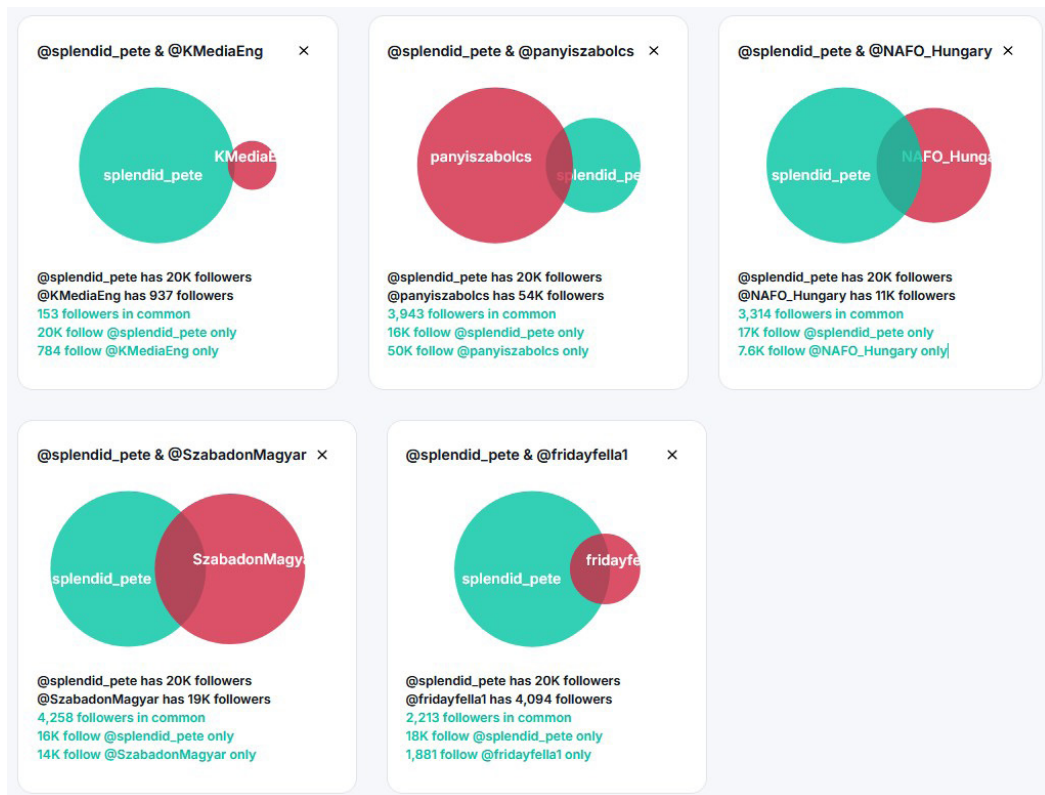 @splendid_pete & @KMediaEng ×
KMediaE
splendid_pete
@splendid_pete has 20K followers
@KMediaEng has 937 followers
153 followers in common
20K follow @splendid_pete only
784 follow @KMediaEng only
@splendid_pete & @panyiszabolcs ×
panyiszabolcs
splendid_pe
@splendid_pete has 20K followers
@panyiszabolcs has 54K followers
3,943 followers in common
16K follow @splendid_pete only
50K follow @panyiszabolcs only
@splendid_pete & @NAFO_Hungary ×
NAFO_Hunga
splendid_pete
@splendid_pete has 20K followers
@NAFO_Hungary has 11K followers
3,314 followers in common
17K follow @splendid_pete only
7.6K follow @NAFO_Hungary only
@splendid_pete & @SzabadonMagyar ×
SzabadonMagya
splendid_pete
@splendid_pete has 20K followers
@SzabadonMagyar has 19K followers
4,258 followers in common
16K follow @splendid_pete only
14K follow @SzabadonMagyar only
@splendid_pete & @fridayfella1 ×
fridayfe
splendid_pete
@splendid_pete has 20K followers
@fridayfella1 has 4,094 followers
2,213 followers in common
18K follow @splendid_pete only
1,881 follow @fridayfella1 only